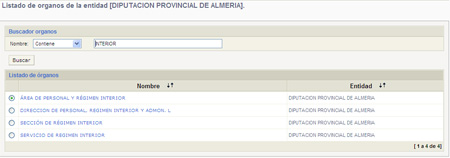 Listado de organos de la entidad [DIPUTACION PROVINCIAL DE ALMERIA].
Buscador organos
Nombre: Contiene INTERIOR
Buscar
Listado de órganos
Nombre Entidad
ÁREA DE PERSONAL Y RÉGIMEN INTERIOR DIPUTACION PROVINCIAL DE ALMERIA
DIRECCION DE PERSONAL, REGIMEN INTERIOR Y ADMON. L DIPUTACION PROVINCIAL DE ALMERIA
SECCIÓN DE RÉGIMEN INTERIOR DIPUTACION PROVINCIAL DE ALMERIA
SERVICIO DE REGIMEN INTERIOR DIPUTACION PROVINCIAL DE ALMERIA
[ 1 a 4 de 4]